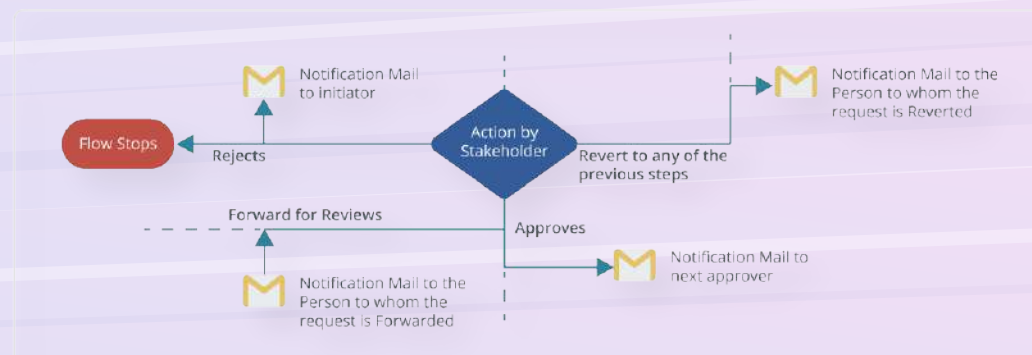 Notification Mail
to initiator
Flow Stops
Rejects
Action by
Stakeholder
Revert to any of the
previous steps
Notification Mail to the
Person to whom the
request is Reverted
Forward for Reviews
Approves
Notification Mail to the
Person to whom the
request is Forwarded
Notification Mail to
next approver